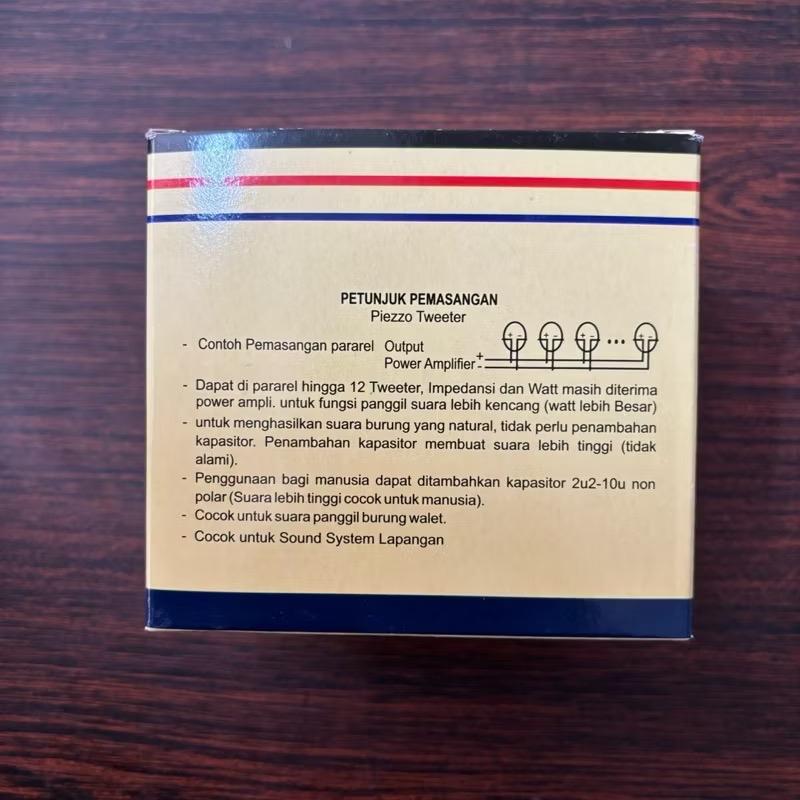 PETUNJUK PEMASANGAN
Piezzo Tweeter
- Contoh Pemasangan pararel Output
Power Amplifier + -
- Dapat di pararel hingga 12 Tweeter, Impedansi dan Watt masih diterima
power ampli. untuk fungsi panggil suara lebih kencang (watt lebih Besar)
- untuk menghasilkan suara burung yang natural, tidak perlu penambahan
kapasitor. Penambahan kapasitor membuat suara lebih tinggi (tidak
alami).
- Penggunaan bagi manusia dapat ditambahkan kapasitor 2u2-10u non
polar (Suara lebih tinggi cocok untuk manusia).
- Cocok untuk suara panggil burung walet.
- Cocok untuk Sound System Lapangan